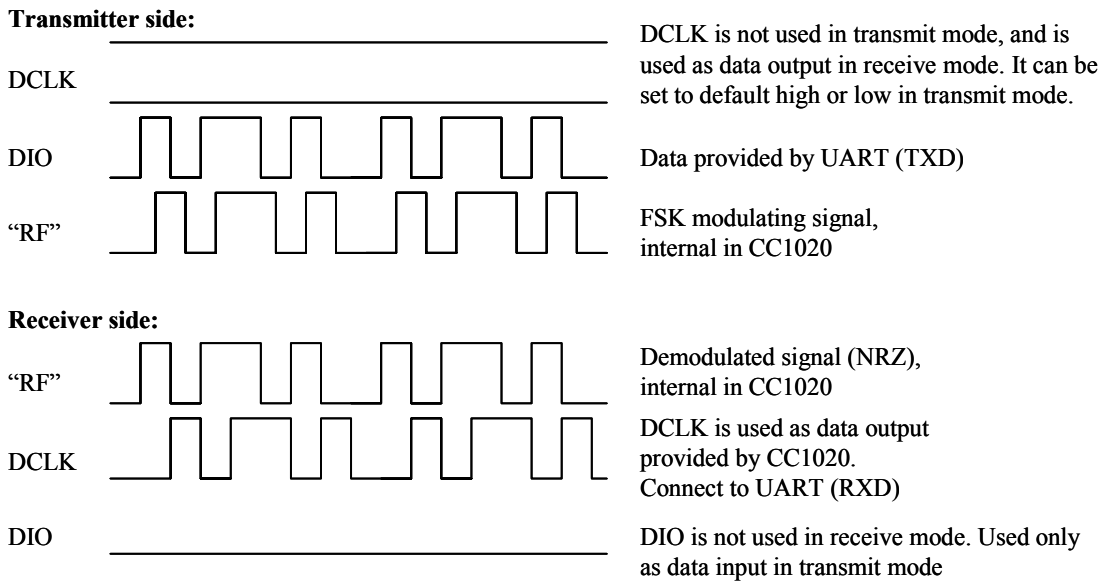 Transmitter side:
DCLK
DCLK is not used in transmit mode, and is
used as data output in receive mode. It can be
set to default high or low in transmit mode.
DIO
Data provided by UART (TXD)
“RF”
FSK modulating signal,
internal in CC1020
Receiver side:
“RF”
Demodulated signal (NRZ),
internal in CC1020
DCLK
DCLK is used as data output
provided by CC1020.
Connect to UART (RXD)
DIO
DIO is not used in receive mode. Used only
as data input in transmit mode